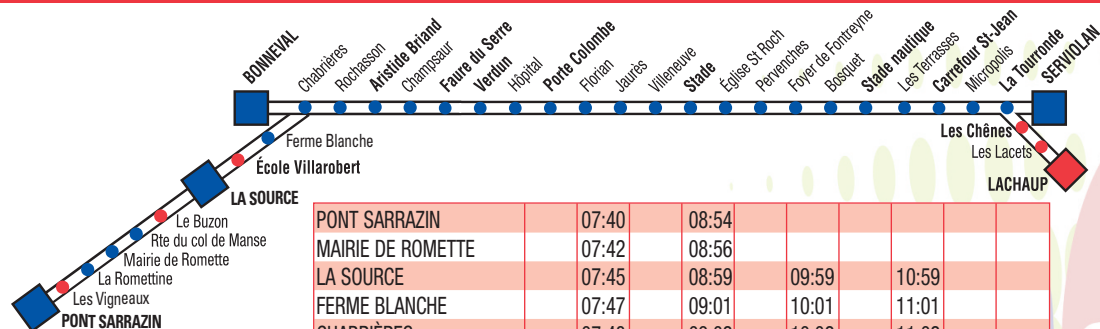 BONNEVAL
Chabrières
Rochasson
Aristide Briand
Champsaur
Faure du Serre
Verdun
Hôpital
Porte Colombe
Florian
Jaurès
Villeneuve
Stade
Église St Roch
Pervenches
Foyer de Fontreyne
Bosquet
Stade nautique
Les Terrasses
Carrefour St-Jean
Micropolis
La Tourronde
SERVIOLAN
Ferme Blanche
École Villarobert
LA SOURCE
Le Buzon
Rte du col de Manse
Mairie de Romette
La Romettine
Les Vigneaux
PONT SARRAZIN
Les Chênes
Les Lacets
LACHAUP
PONT SARRAZIN 07:40 08:54
MAIRIE DE ROMETTE 07:42 08:56
LA SOURCE 07:45 08:59 09:59 10:59
FERME BLANCHE 07:47 09:01 10:01 11:01
CHABRIÈRES